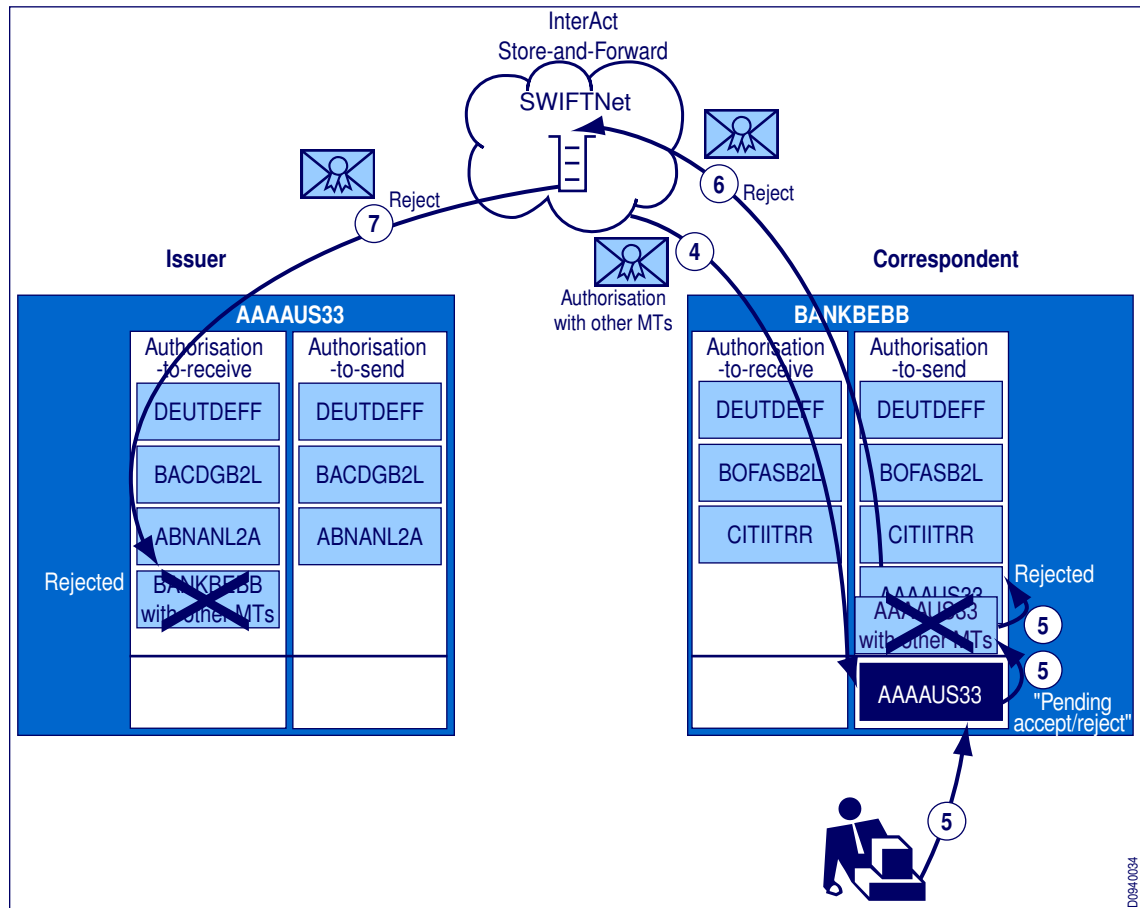 InterAct
Store-and-Forward
SWIFTNet
6
Reject
7
Reject
4
Authorisation
with other MTs
Issuer
Correspondent
AAAAUS33
Authorisation
-to-receive
Authorisation
-to-send
DEUTDEFF
DEUTDEFF
BACDGB2L
BACDGB2L
ABNANL2A
ABNANL2A
Rejected
BANKBEBB
with other MTs
BANKBEBB
Authorisation
-to-receive
Authorisation
-to-send
DEUTDEFF
DEUTDEFF
BOFASB2L
BOFASB2L
CITIITRR
CITIITRR
AAAAUS33
Rejected
AAAAUS33
with other MTs
5
5
AAAAUS33
"Pending
accept/reject"
5
D0940034